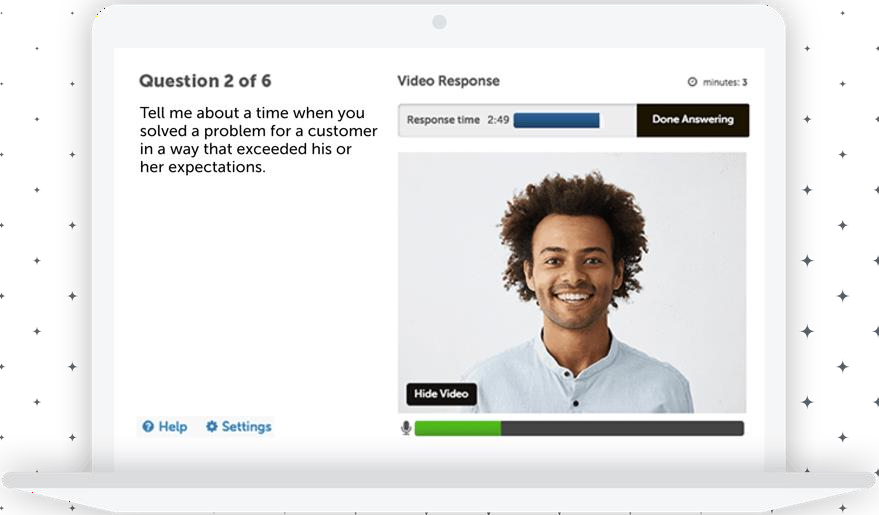 Question 2 of 6
Tell me about a time when you
solved a problem for a customer
in a way that exceeded his or
her expectations.
Help
Settings
Video Response
minutes: 3
Response time 2:49
Done Answering
Hide Video